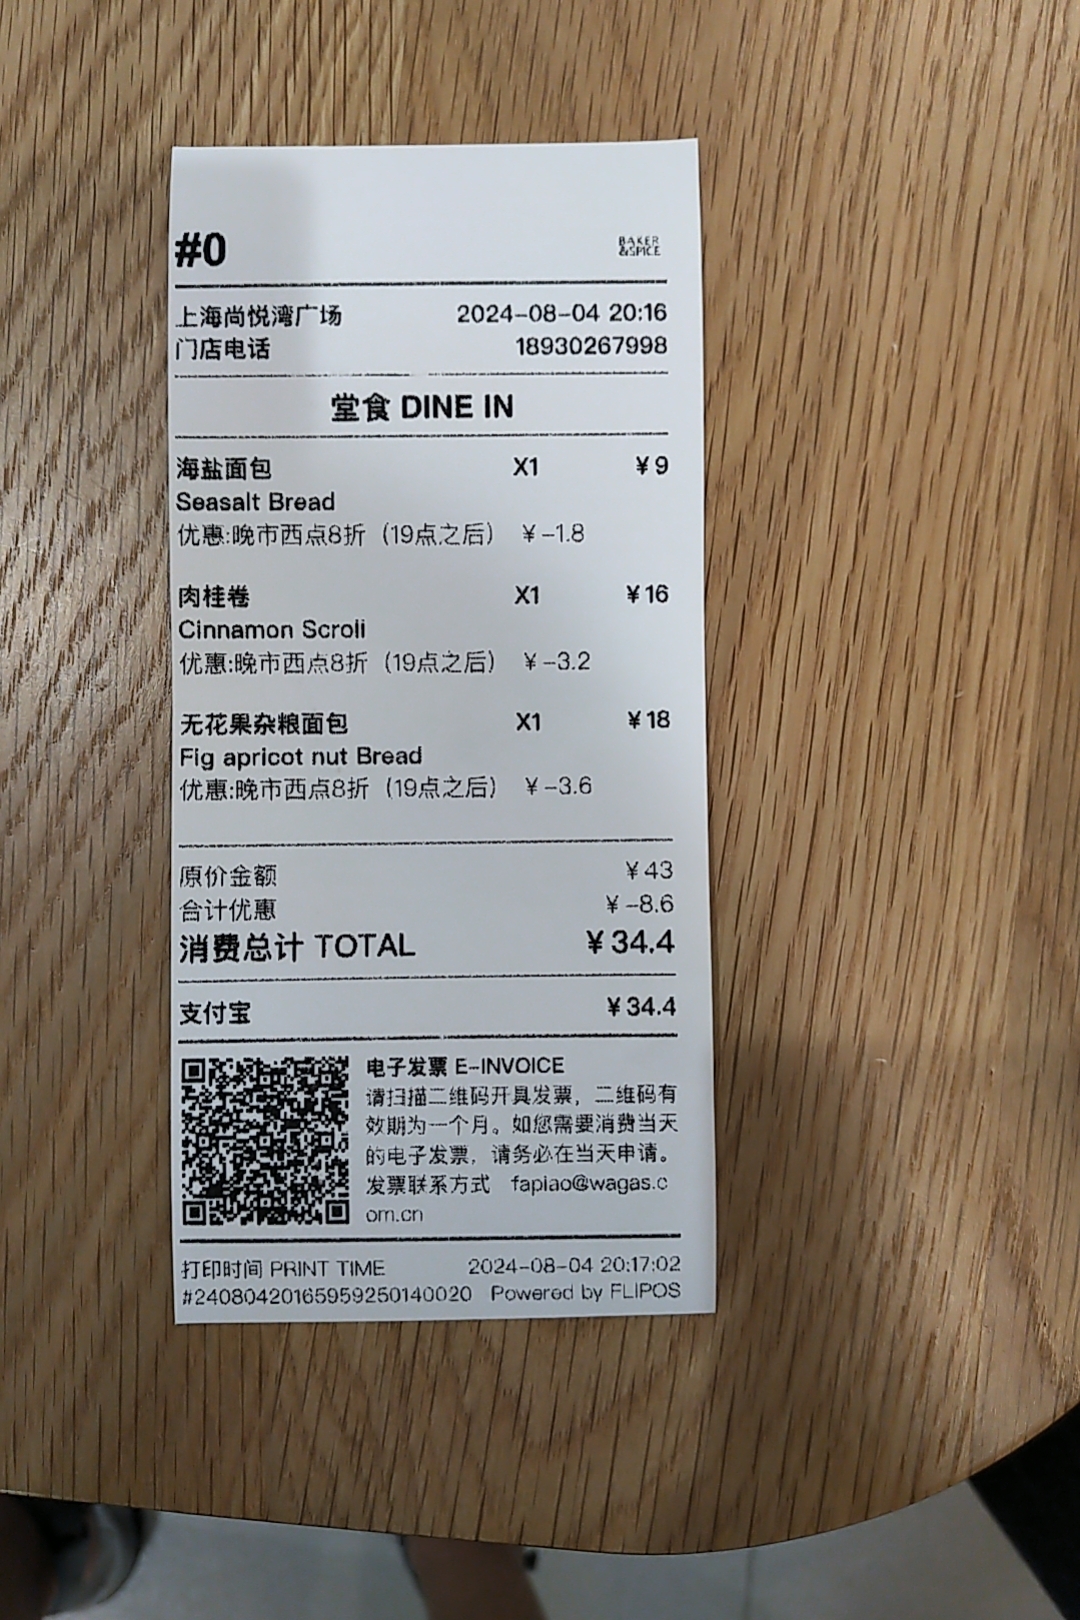 #0
BAKER
&SPICE
上海尚悦湾广场 2024-08-04 20:16
门店电话 18930267998
堂食 DINE IN
海盐面包 X1 ¥9
Seasalt Bread
优惠:晚市西点8折（19点之后） ¥-1.8
肉桂卷 X1 ¥16
Cinnamon Scroll
优惠:晚市西点8折（19点之后） ¥-3.2
无花果杂粮面包 X1 ¥18
Fig apricot nut Bread
优惠:晚市西点8折（19点之后） ¥-3.6
原价金额 ¥43
合计优惠 ¥-8.6
消费总计 TOTAL ¥34.4
支付宝 ¥34.4
电子发票 E-INVOICE
请扫描二维码开具发票，二维码有
效期为一个月。如您需要消费当天
的电子发票，请务必在当天申请。
发票联系方式 fapiao@wagas.c
om.cn
打印时间 PRINT TIME 2024-08-04 20:17:02
#240804201659592501​40020 Powered by FLIPOS